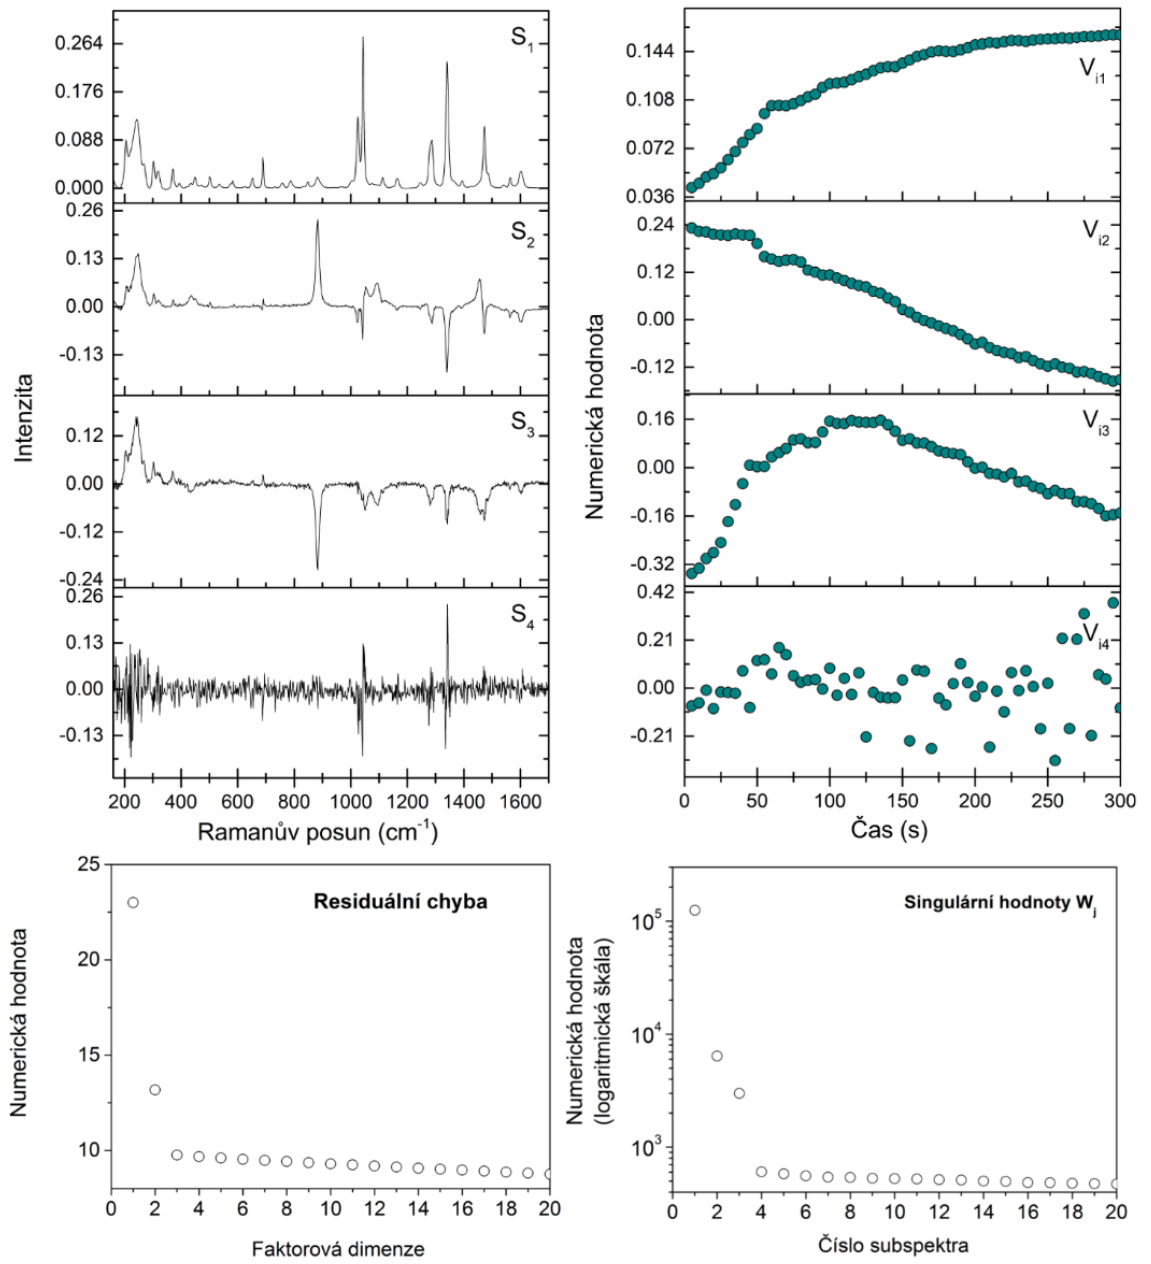 S1
0.264
0.176
0.088
0.000
S2
0.26
0.13
0.00
-0.13
S3
0.12
0.00
-0.12
-0.24
S4
0.26
0.13
0.00
-0.13
Intenzita
200 400 600 800 1000 1200 1400 1600
Ramanův posun (cm-1)
Vi1
0.144
0.108
0.072
0.036
Vi2
0.24
0.12
0.00
-0.12
Vi3
0.16
0.00
-0.16
-0.32
Vi4
0.42
0.21
0.00
-0.21
Numerická hodnota
0 50 100 150 200 250 300
Čas (s)
Residuální chyba
25
20
15
10
Numerická hodnota
0 2 4 6 8 10 12 14 16 18 20
Faktorová dimenze
Singulární hodnoty Wj
10^5
10^4
10^3
Numerická hodnota
(logaritmická škála)
0 2 4 6 8 10 12 14 16 18 20
Číslo subspektra